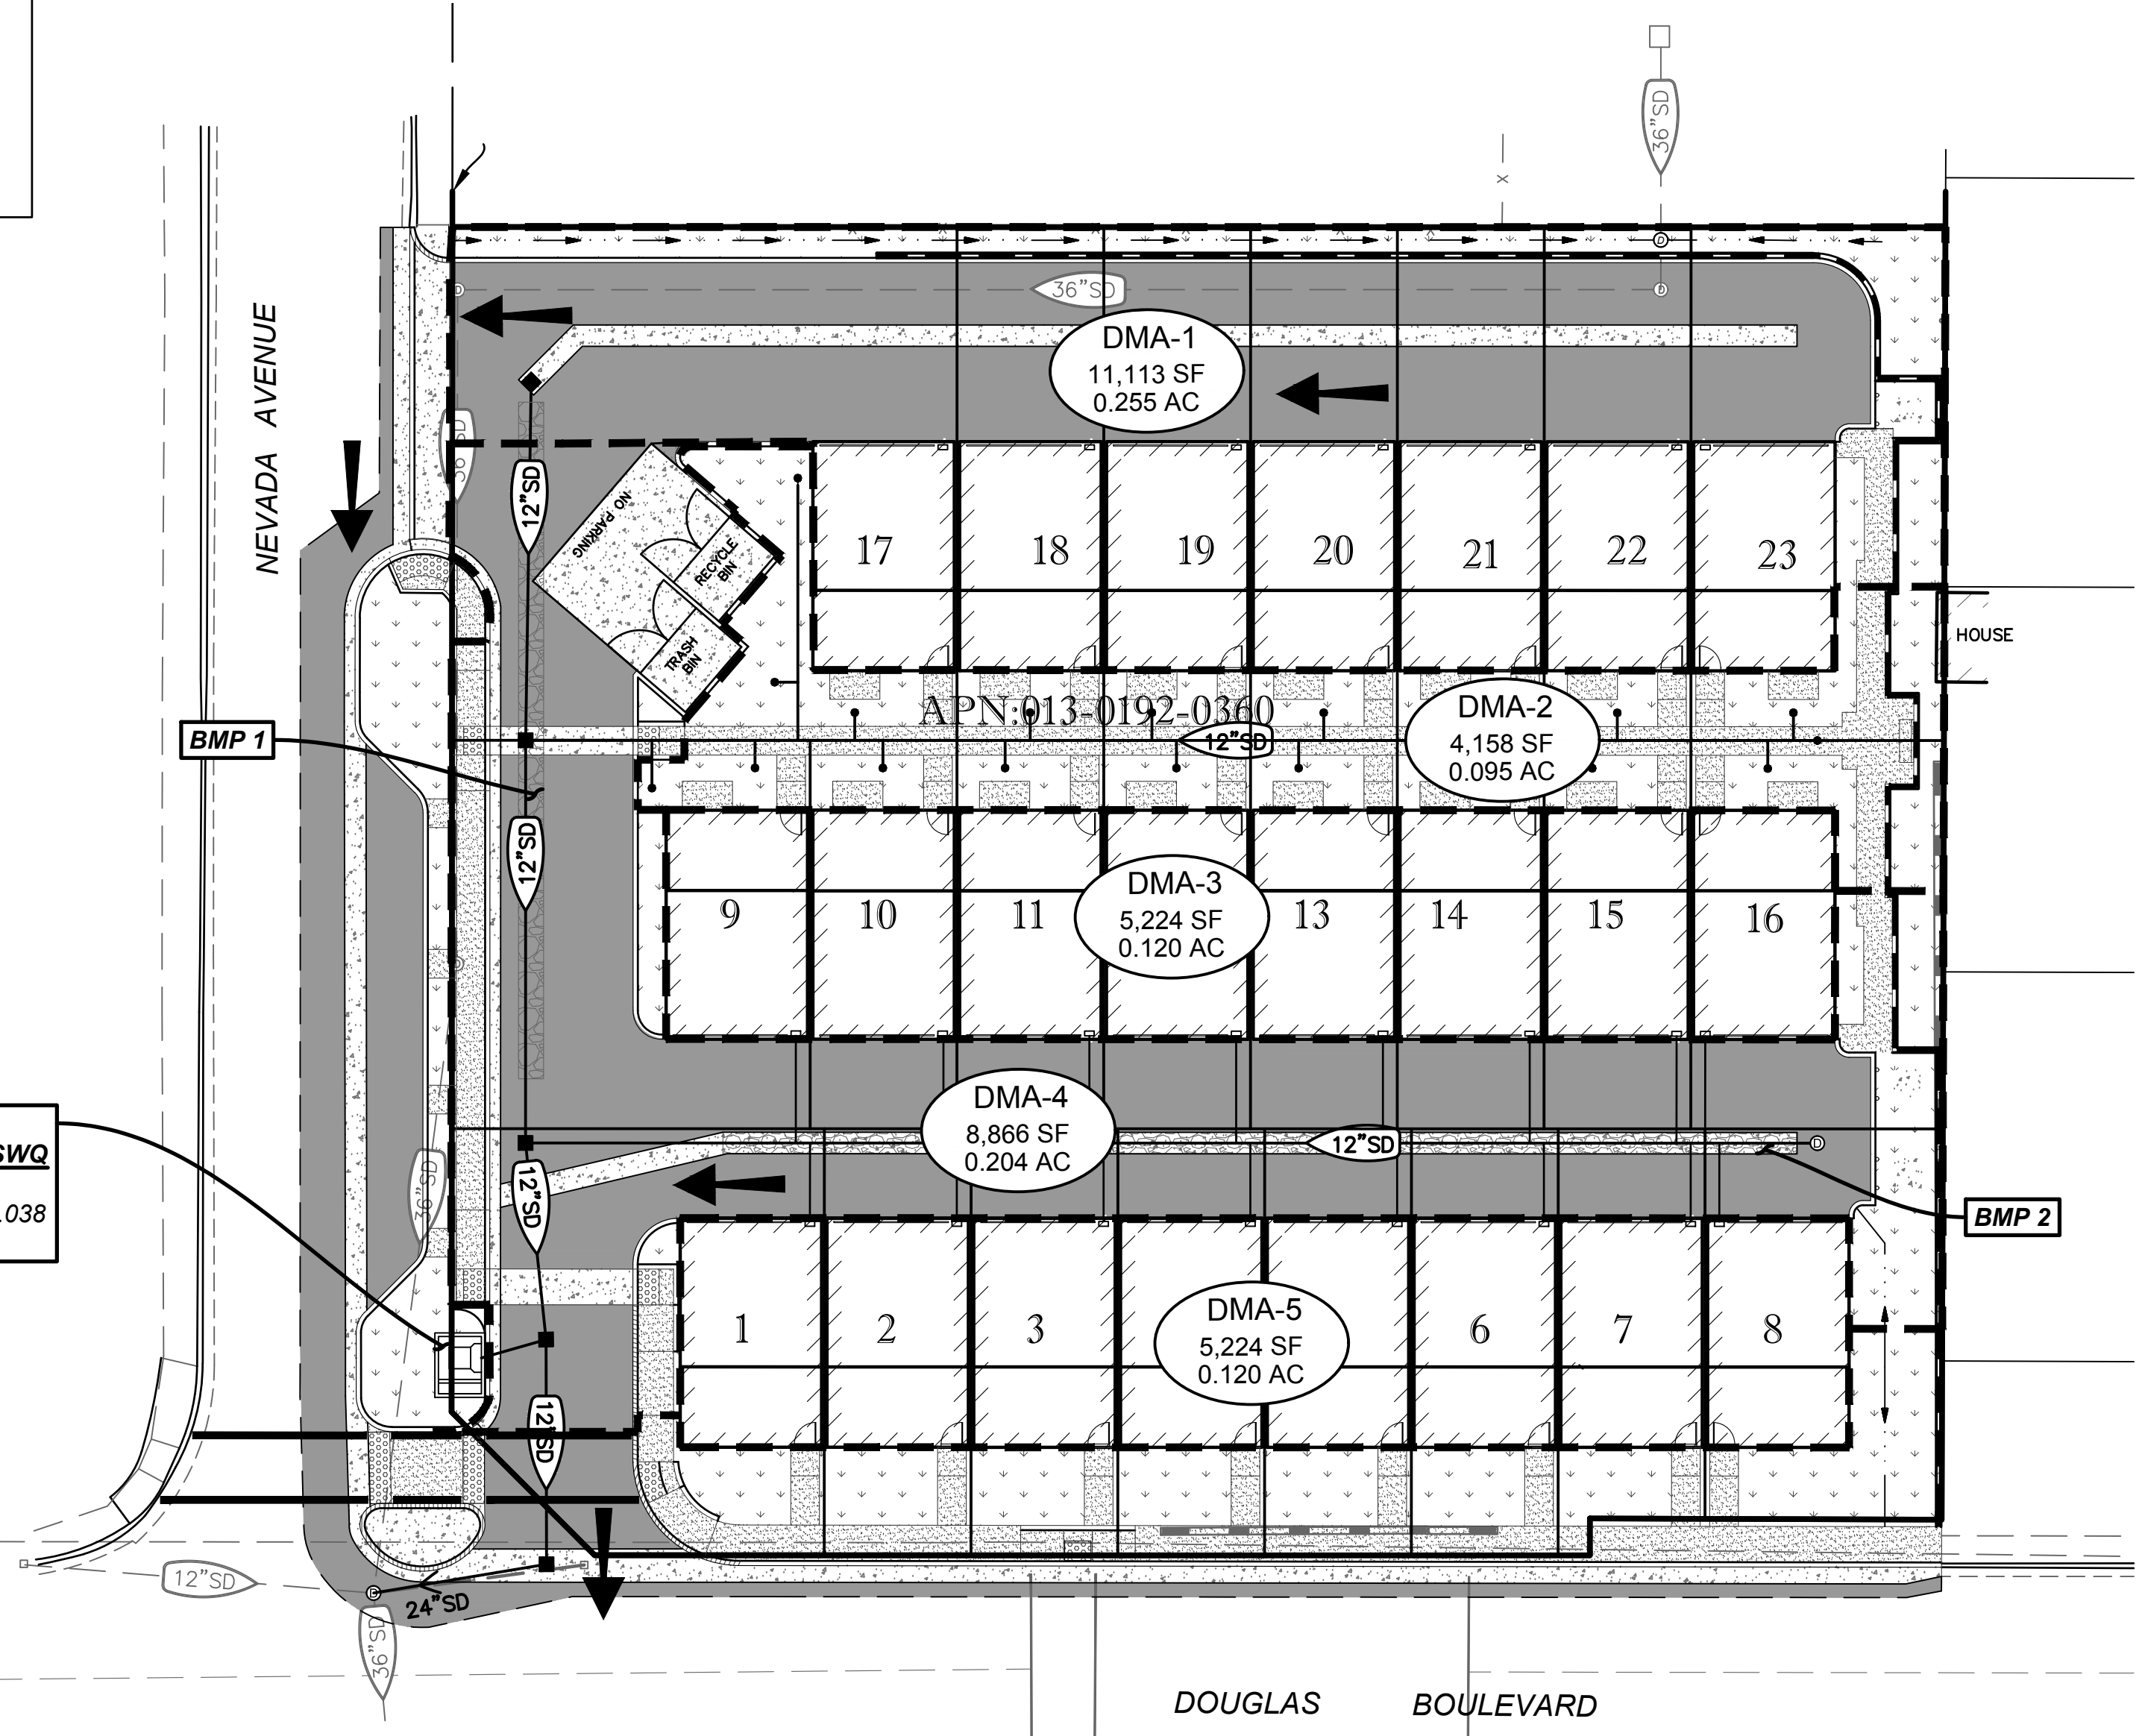 36"SD
NEVADA AVENUE
36"SD
DMA-1
11,113 SF
0.255 AC
36"SD
12"SD
NO PARKING
RECYCLE
BIN
TRASH
BIN
17
18
19
20
21
22
23
HOUSE
APN:013-0192-0360
12"SD
DMA-2
4,158 SF
0.095 AC
BMP 1
12"SD
DMA-3
5,224 SF
0.120 AC
9
10
11
13
14
15
16
DMA-4
8,866 SF
0.204 AC
12"SD
SWQ
.038
36"SD
12"SD
BMP 2
DMA-5
5,224 SF
0.120 AC
1
2
3
6
7
8
12"SD
12"SD
24"SD
36"SD
DOUGLAS BOULEVARD